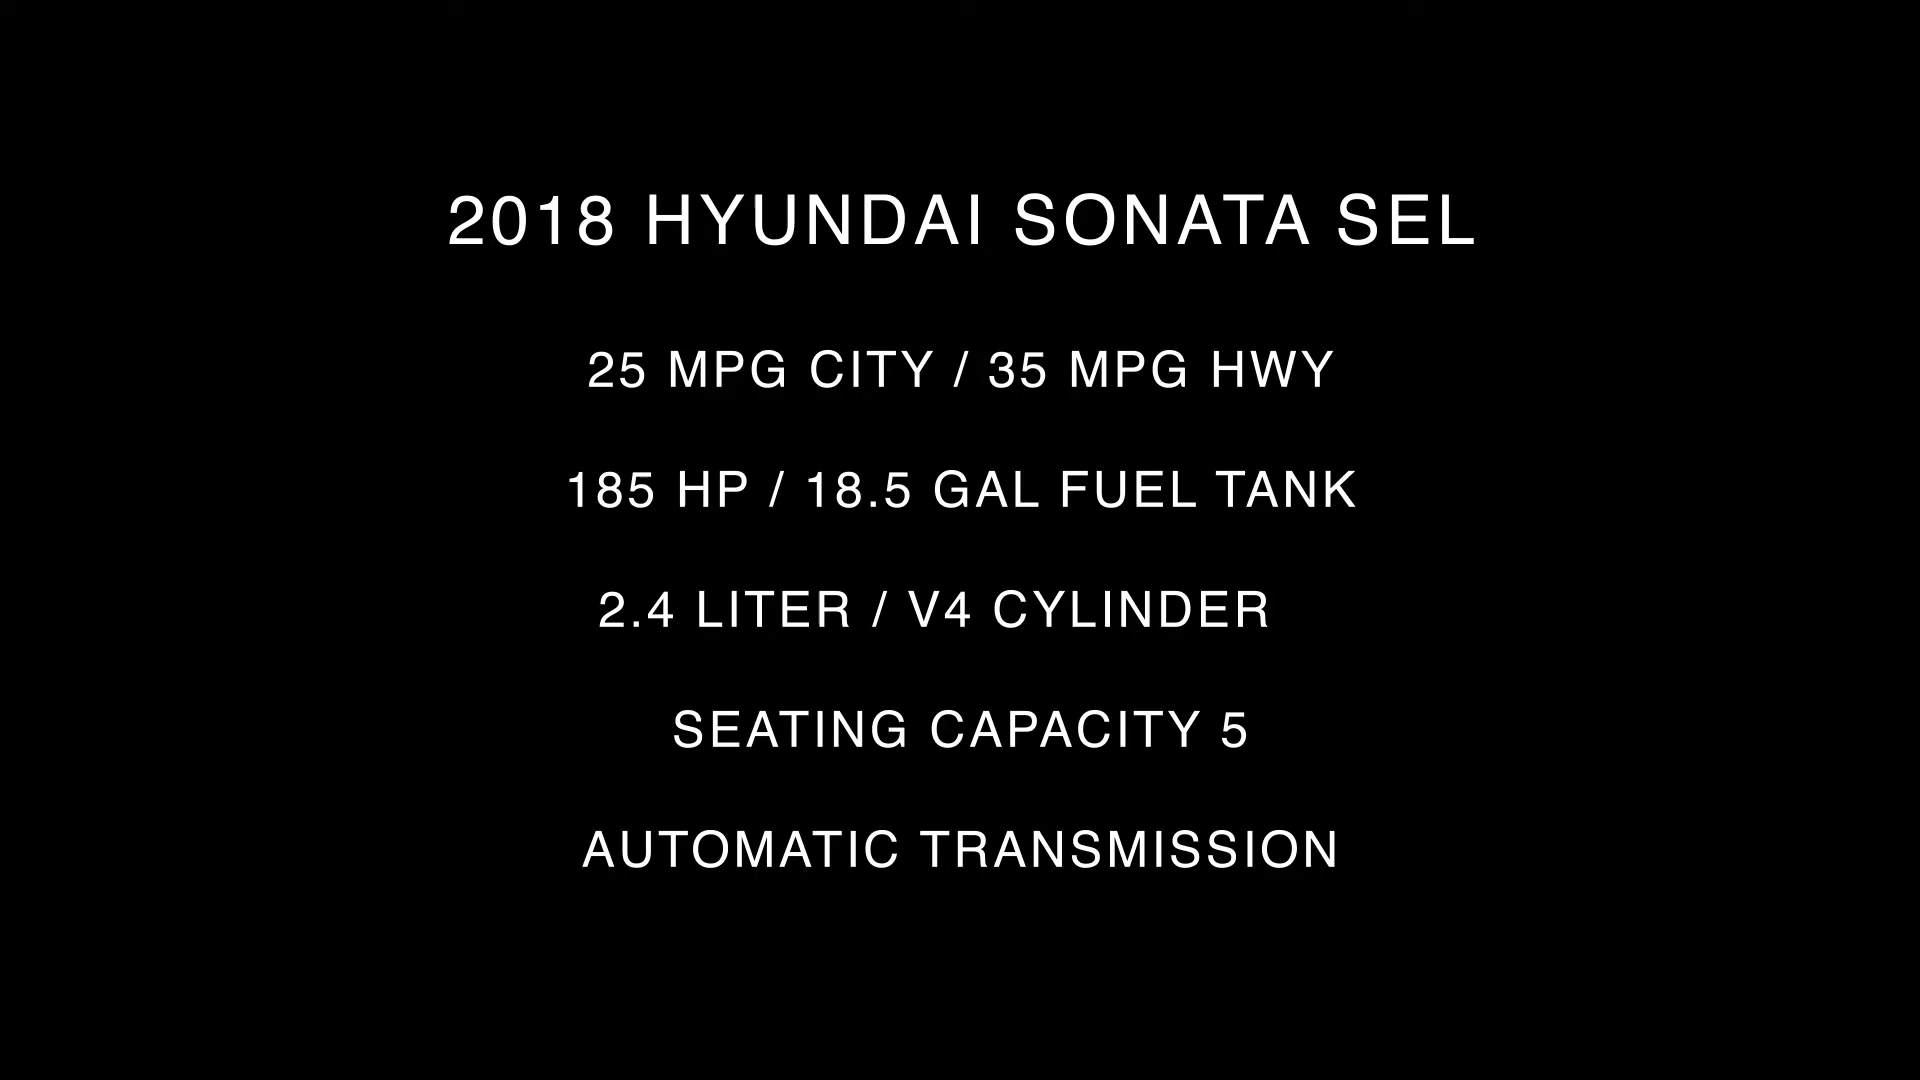 2018 HYUNDAI SONATA SEL
25 MPG CITY / 35 MPG HWY
185 HP / 18.5 GAL FUEL TANK
2.4 LITER / V4 CYLINDER
SEATING CAPACITY 5
AUTOMATIC TRANSMISSION